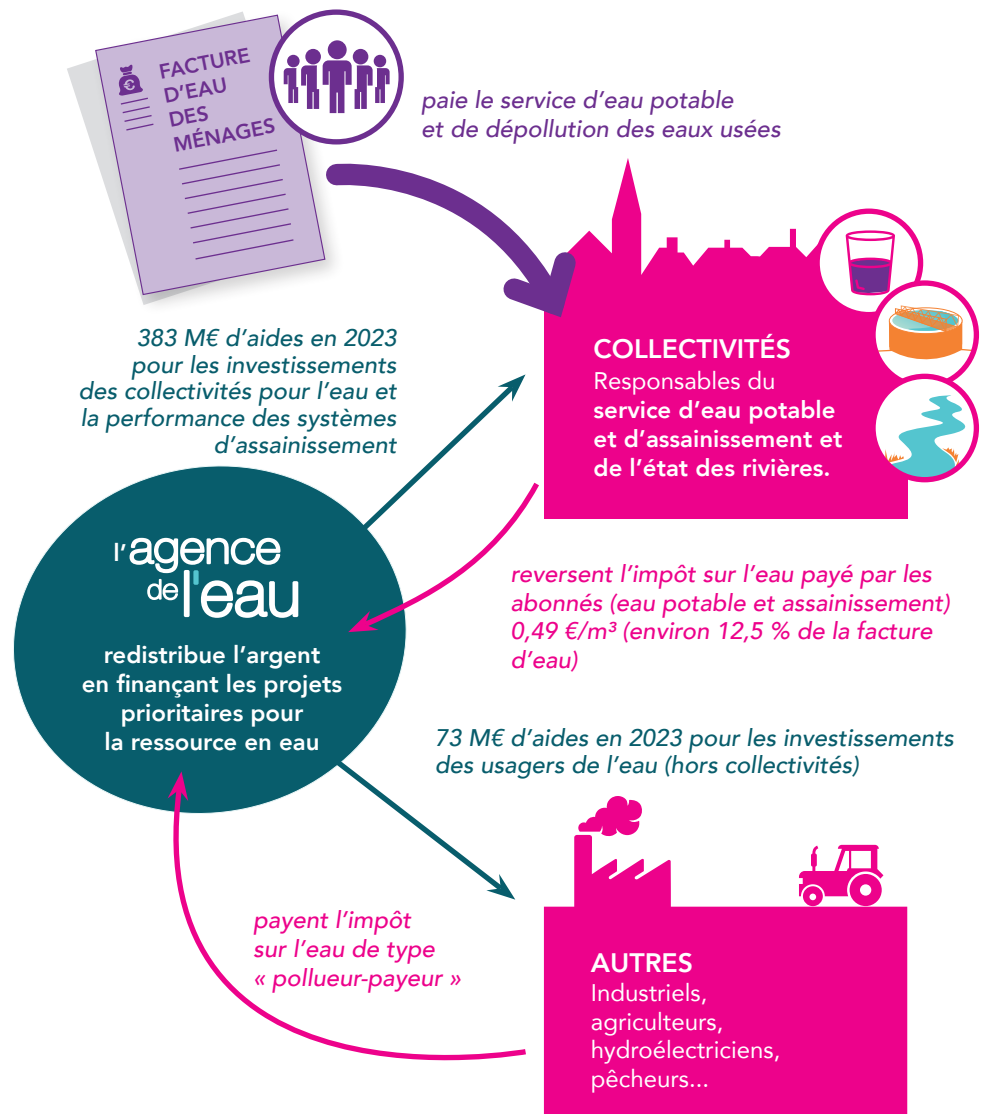 FACTURE
D'EAU
DES
MÉNAGES
paie le service d'eau potable
et de dépollution des eaux usées
383 M€ d'aides en 2023
pour les investissements
des collectivités pour l'eau et
la performance des systèmes
d'assainissement
COLLECTIVITÉS
Responsables du
service d'eau potable
et d'assainissement et
de l'état des rivières.
l'agence
de l'eau
redistribue l'argent
en finançant les projets
prioritaires pour
la ressource en eau
reversent l'impôt sur l'eau payé par les
abonnés (eau potable et assainissement)
0,49 €/m³ (environ 12,5 % de la facture
d'eau)
73 M€ d'aides en 2023 pour les investissements
des usagers de l'eau (hors collectivités)
payent l'impôt
sur l'eau de type
« pollueur-payeur »
AUTRES
Industriels,
agriculteurs,
hydroélectriciens,
pêcheurs...